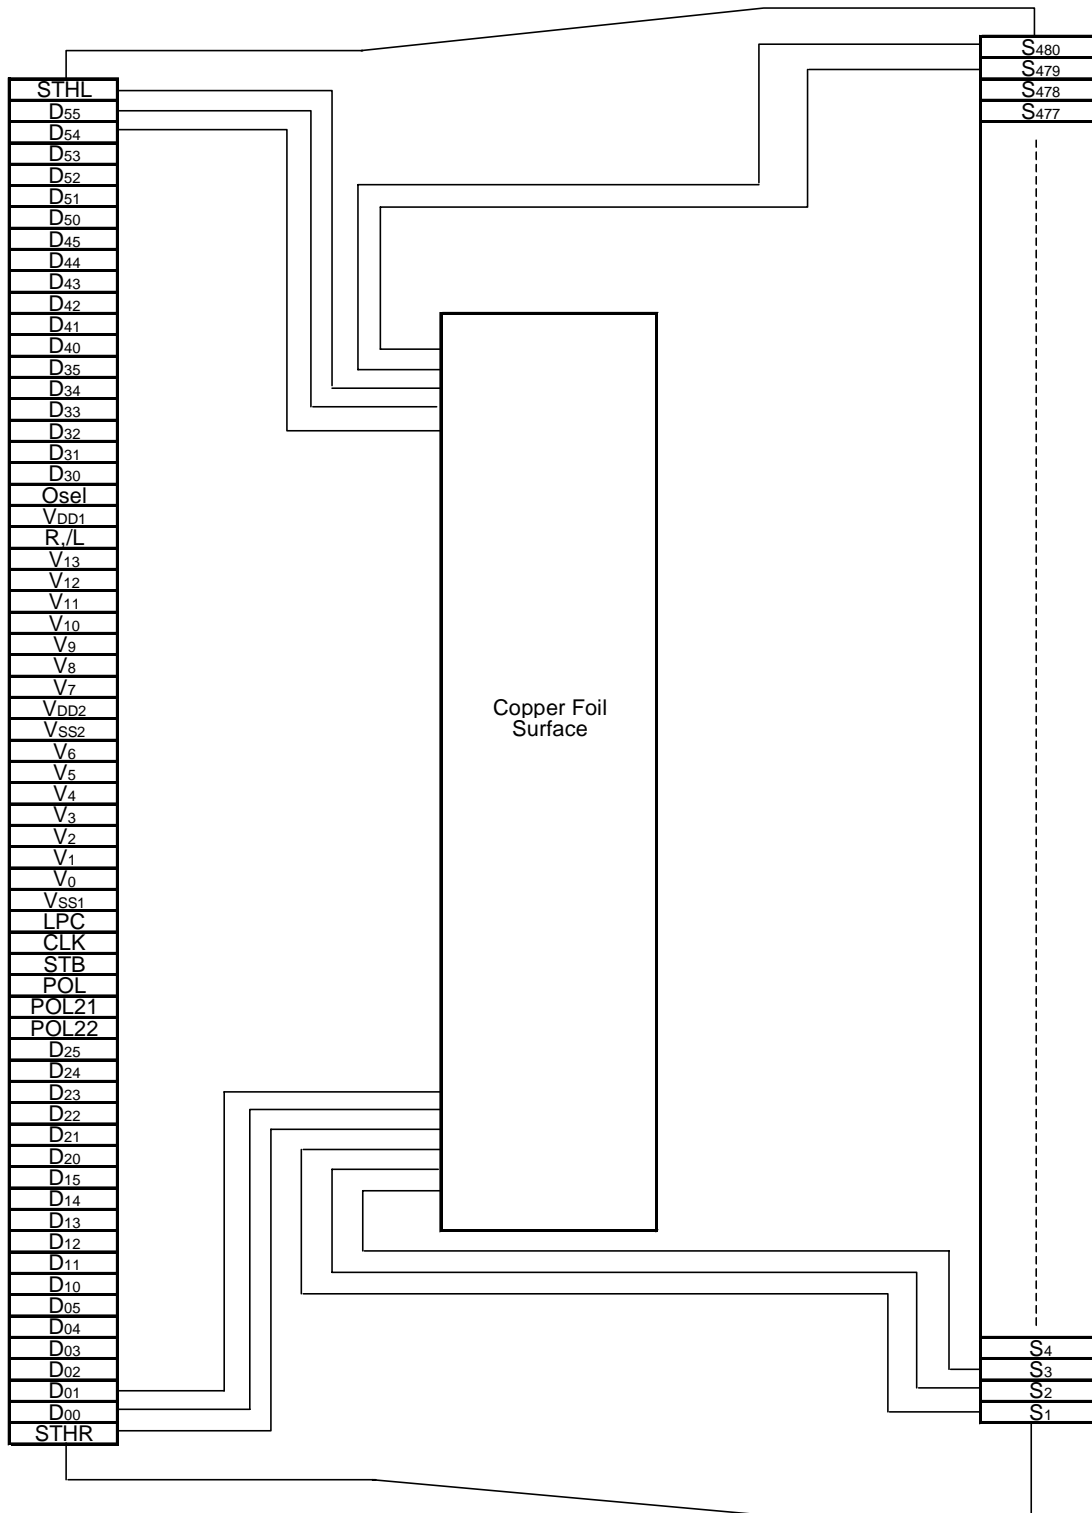 STHL
D55
D54
D53
D52
D51
D50
D45
D44
D43
D42
D41
D40
D35
D34
D33
D32
D31
D30
Osel
VDD1
R,/L
V13
V12
V11
V10
V9
V8
V7
VDD2
VSS2
V6
V5
V4
V3
V2
V1
V0
VSS1
LPC
CLK
STB
POL
POL21
POL22
D25
D24
D23
D22
D21
D20
D15
D14
D13
D12
D11
D10
D05
D04
D03
D02
D01
D00
STHR
Copper Foil
Surface
S480
S479
S478
S477
S4
S3
S2
S1